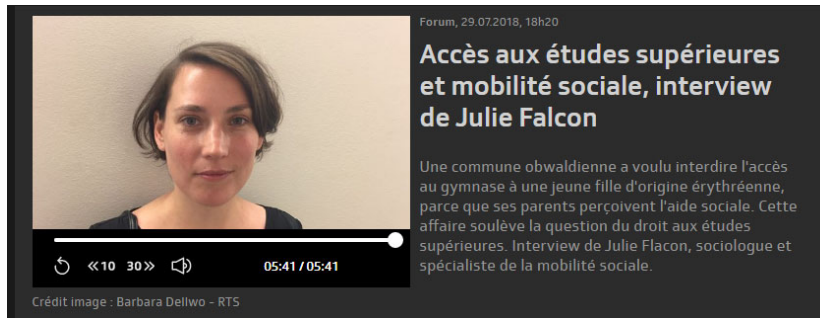 Forum, 29.07.2018, 18h20
Accès aux études supérieures
et mobilité sociale, interview
de Julie Falcon
Une commune obwaldienne a voulu interdire l'accès
au gymnase à une jeune fille d'origine érythréenne,
parce que ses parents perçoivent l'aide sociale. Cette
affaire soulève la question du droit aux études
supérieures. Interview de Julie Flacon, sociologue et
spécialiste de la mobilité sociale.
«10 30» 05:41 / 05:41
Crédit image : Barbara Dellwo - RTS